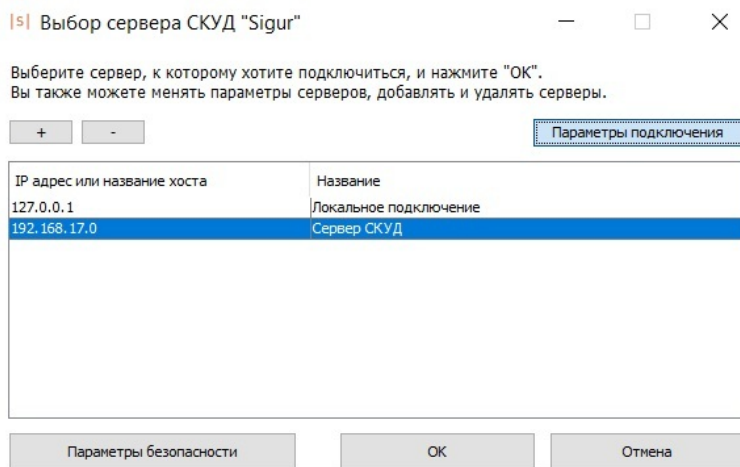 |s| Выбор сервера СКУД "Sigur"
Выберите сервер, к которому хотите подключиться, и нажмите "OK".
Вы также можете менять параметры серверов, добавлять и удалять серверы.
+ - Параметры подключения
IP адрес или название хоста Название
127.0.0.1 Локальное подключение
192.168.17.0 Сервер СКУД
Параметры безопасности OK Отмена